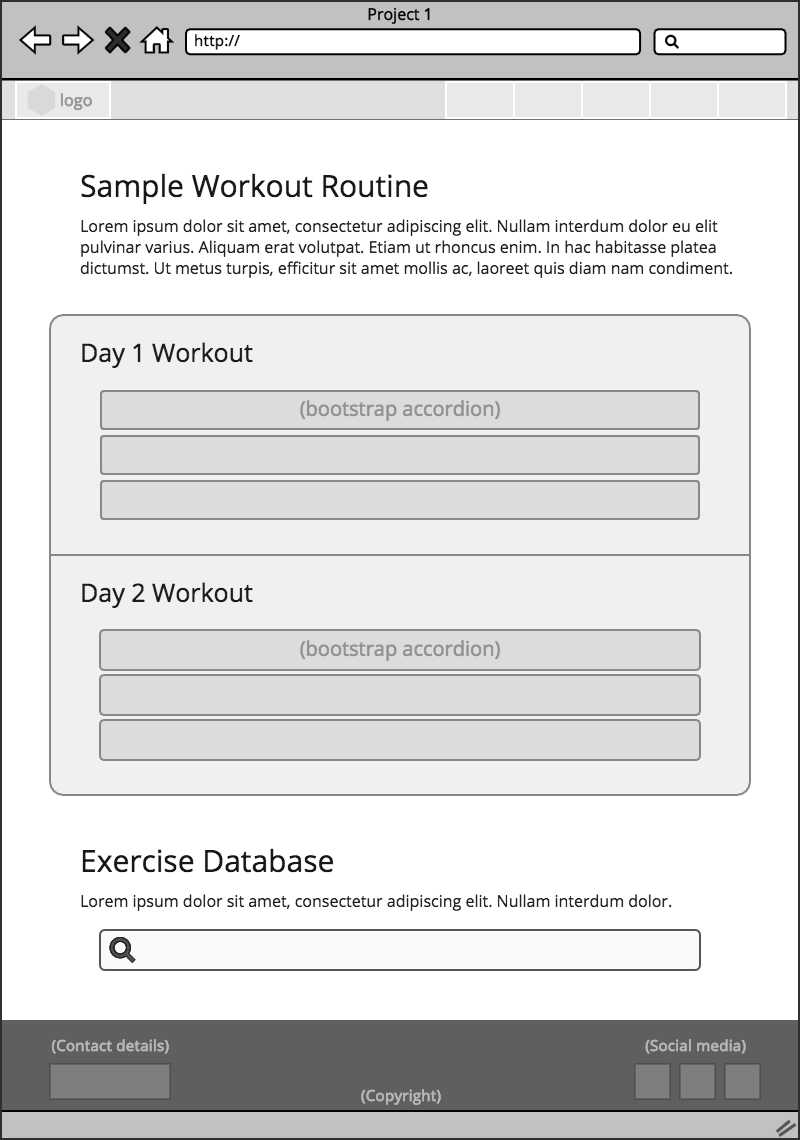 Project 1
http://
logo
Sample Workout Routine
Lorem ipsum dolor sit amet, consectetur adipiscing elit. Nullam interdum dolor eu elit
pulvinar varius. Aliquam erat volutpat. Etiam ut rhoncus enim. In hac habitasse platea
dictumst. Ut metus turpis, efficitur sit amet mollis ac, laoreet quis diam nam condiment.
Day 1 Workout
(bootstrap accordion)
Day 2 Workout
(bootstrap accordion)
Exercise Database
Lorem ipsum dolor sit amet, consectetur adipiscing elit. Nullam interdum dolor.
(Contact details)
(Social media)
(Copyright)